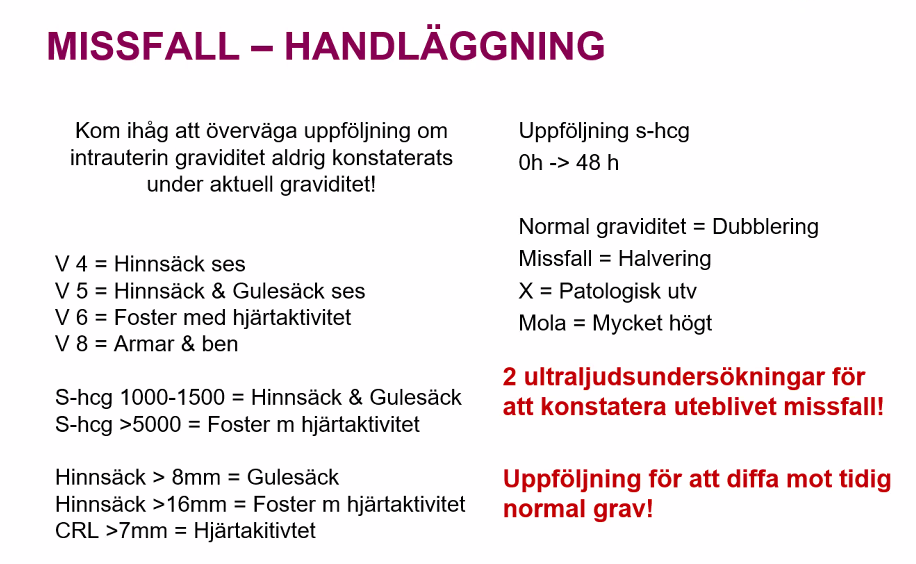 MISSFALL – HANDLÄGGNING
Kom ihåg att överväga uppföljning om
intrauterin graviditet aldrig konstaterats
under aktuell graviditet!
V 4 = Hinnsäck ses
V 5 = Hinnsäck & Gulesäck ses
V 6 = Foster med hjärtaktivitet
V 8 = Armar & ben
S-hcg 1000-1500 = Hinnsäck & Gulesäck
S-hcg >5000 = Foster m hjärtaktivitet
Hinnsäck > 8mm = Gulesäck
Hinnsäck >16mm = Foster m hjärtaktivitet
CRL >7mm = Hjärtakitivtet
Uppföljning s-hcg
0h -> 48 h
Normal graviditet = Dubblering
Missfall = Halvering
X = Patologisk utv
Mola = Mycket högt
2 ultraljudsundersökningar för
att konstatera uteblivet missfall!
Uppföljning för att diffa mot tidig
normal grav!